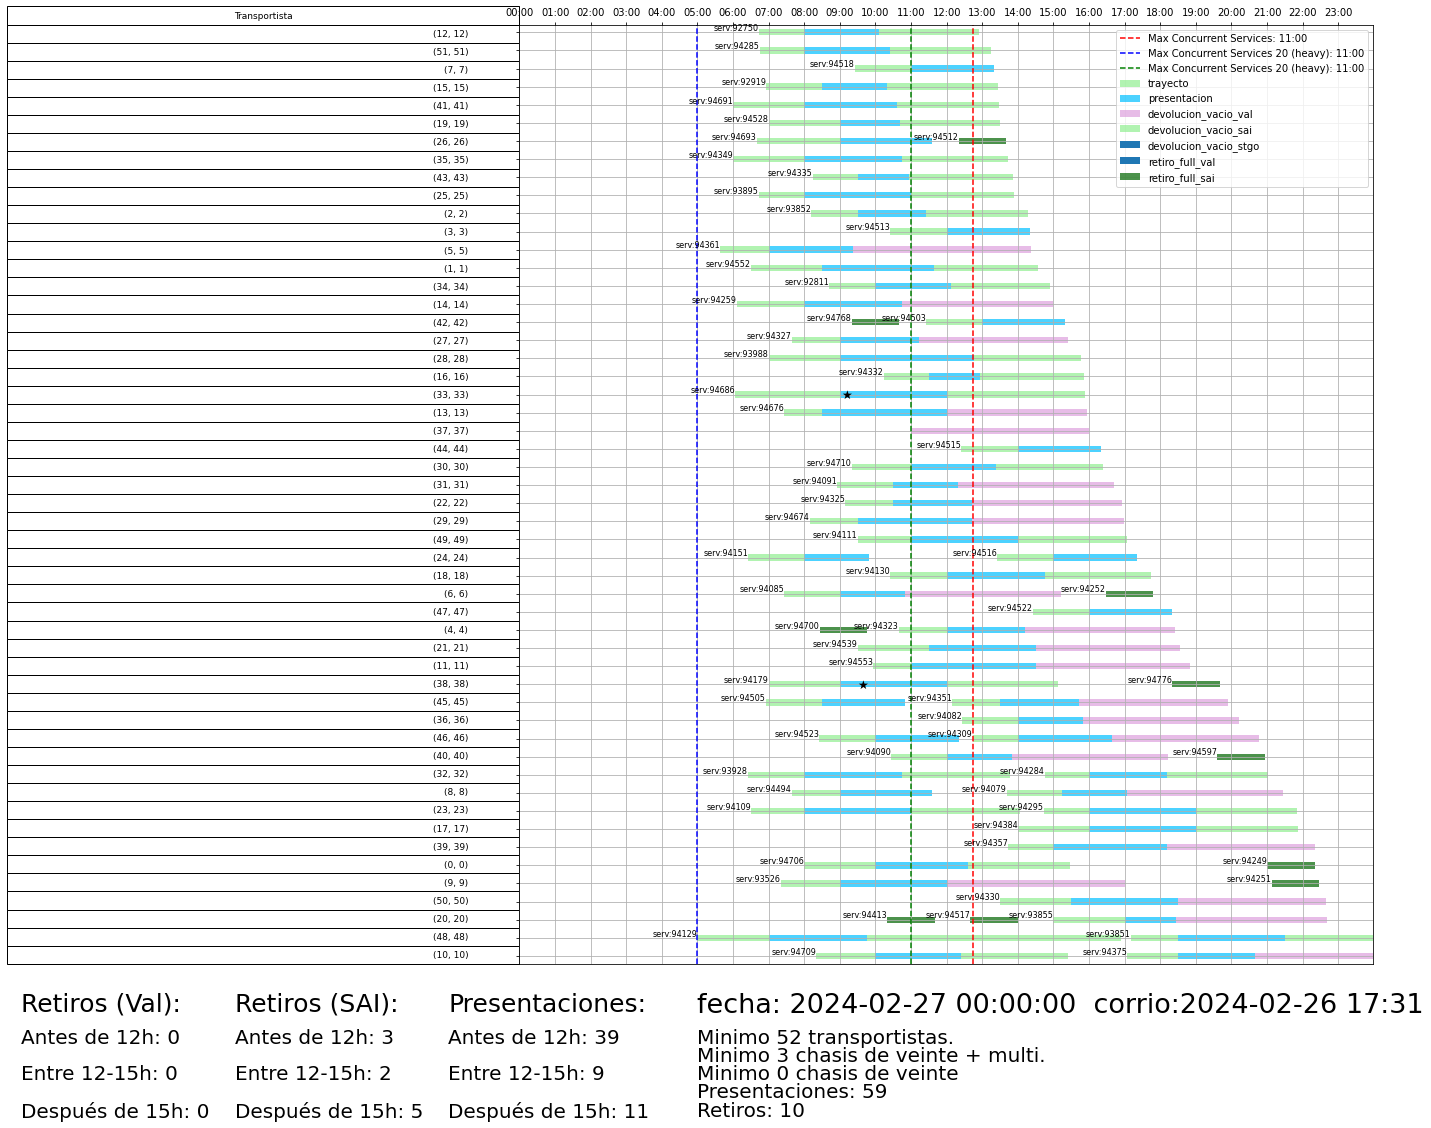 Transportista
00:00 01:00 02:00 03:00 04:00 05:00 06:00 07:00 08:00 09:00 10:00 11:00 12:00 13:00 14:00 15:00 16:00 17:00 18:00 19:00 20:00 21:00 22:00 23:00
Max Concurrent Services: 11:00
Max Concurrent Services 20 (heavy): 11:00
Max Concurrent Services 20 (heavy): 11:00
trayecto
presentacion
devolucion_vacio_val
devolucion_vacio_sai
devolucion_vacio_stgo
retiro_full_val
retiro_full_sai
(12, 12) serv:92750
(51, 51) serv:94285
(7, 7) serv:94518
(15, 15) serv:92919
(41, 41) serv:94691
(19, 19) serv:94528
(26, 26) serv:94693 serv:94512
(35, 35) serv:94349
(43, 43) serv:94335
(25, 25) serv:93895
(2, 2) serv:93852
(3, 3) serv:94513
(5, 5) serv:94361
(1, 1) serv:94552
(34, 34) serv:92811
(14, 14) serv:94259
(42, 42) serv:94768 serv:94503
(27, 27) serv:94327
(28, 28) serv:93988
(16, 16) serv:94332
(33, 33) serv:94686
(13, 13) serv:94676
(37, 37)
(44, 44) serv:94515
(30, 30) serv:94710
(31, 31) serv:94091
(22, 22) serv:94325
(29, 29) serv:94674
(49, 49) serv:94111
(24, 24) serv:94151 serv:94516
(18, 18) serv:94130
(6, 6) serv:94085 serv:94252
(47, 47) serv:94522
(4, 4) serv:94700 serv:94323
(21, 21) serv:94539
(11, 11) serv:94553
(38, 38) serv:94179 serv:94776
(45, 45) serv:94505 serv:94351
(36, 36) serv:94082
(46, 46) serv:94523 serv:94309
(40, 40) serv:94090 serv:94597
(32, 32) serv:93928 serv:94284
(8, 8) serv:94494 serv:94079
(23, 23) serv:94109 serv:94295
(17, 17) serv:94384
(39, 39) serv:94357
(0, 0) serv:94706 serv:94249
(9, 9) serv:93526 serv:94251
(50, 50) serv:94330
(20, 20) serv:94413 serv:94517 serv:93855
(48, 48) serv:94129 serv:93851
(10, 10) serv:94709 serv:94375
Retiros (Val):
Antes de 12h: 0
Entre 12-15h: 0
Después de 15h: 0
Retiros (SAI):
Antes de 12h: 3
Entre 12-15h: 2
Después de 15h: 5
Presentaciones:
Antes de 12h: 39
Entre 12-15h: 9
Después de 15h: 11
fecha: 2024-02-27 00:00:00 corrio:2024-02-26 17:31
Minimo 52 transportistas.
Minimo 3 chasis de veinte + multi.
Minimo 0 chasis de veinte
Presentaciones: 59
Retiros: 10